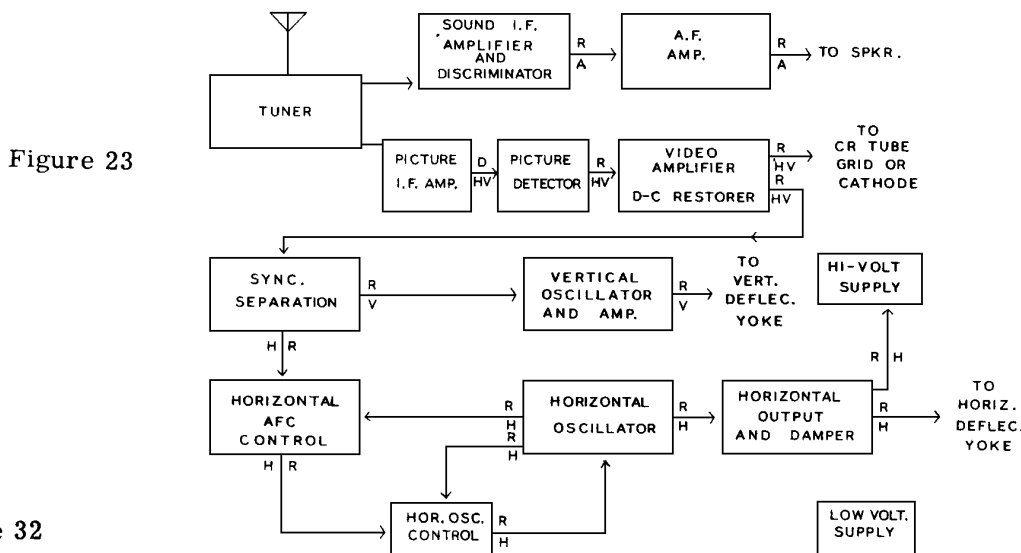 SOUND I.F.
AMPLIFIER
AND
DISCRIMINATOR
R
A
A.F.
AMP.
R
A
TO SPKR.
TUNER
Figure 23
PICTURE
I.F. AMP.
D
HV
PICTURE
DETECTOR
R
HV
VIDEO
AMPLIFIER
D-C RESTORER
R
HV
R
HV
TO
CR TUBE
GRID OR
CATHODE
SYNC.
SEPARATION
R
V
VERTICAL
OSCILLATOR
AND AMP.
R
V
TO
VERT.
DEFLEC.
YOKE
HI-VOLT
SUPPLY
H R
R H
HORIZONTAL
AFC
CONTROL
R
H
R
H
HORIZONTAL
OSCILLATOR
R
H
HORIZONTAL
OUTPUT
AND DAMPER
R
H
TO
HORIZ.
DEFLEC.
YOKE
H R
HOR. OSC.
CONTROL
R
H
LOW VOLT.
SUPPLY
e 32